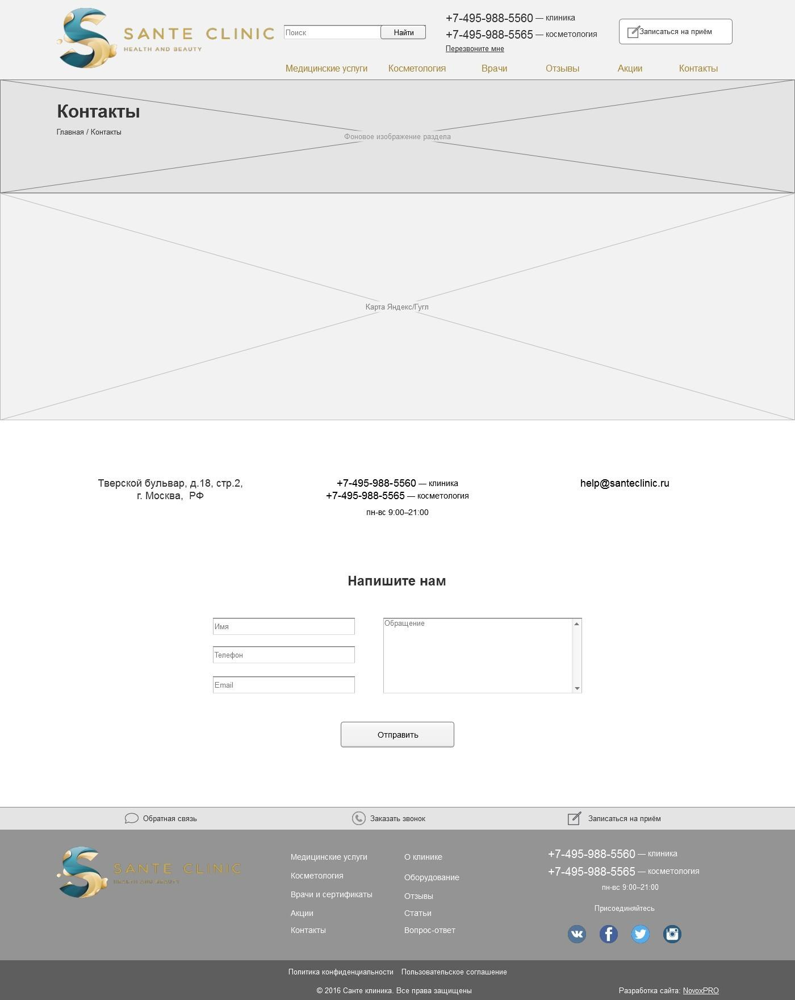 SANTE CLINIC
HEALTH AND BEAUTY
Поиск
Найти
+7-495-988-5560 — клиника
+7-495-988-5565 — косметология
Перезвоните мне
Записаться на приём
Медицинские услуги
Косметология
Врачи
Отзывы
Акции
Контакты
Контакты
Главная / Контакты
Фоновое изображение раздела
Карта Яндекс/Гугл
Тверской бульвар, д.18, стр.2,
г. Москва, РФ
+7-495-988-5560 — клиника
+7-495-988-5565 — косметология
пн-вс 9:00–21:00
help@santeclinic.ru
Напишите нам
Имя
Телефон
Email
Обращение
Отправить
Обратная связь
Заказать звонок
Записаться на приём
SANTE CLINIC
HEALTH AND BEAUTY
Медицинские услуги
Косметология
Врачи и сертификаты
Акции
Контакты
О клинике
Оборудование
Отзывы
Статьи
Вопрос-ответ
+7-495-988-5560 — клиника
+7-495-988-5565 — косметология
пн-вс 9:00–21:00
Присоединяйтесь
Политика конфиденциальности
Пользовательское соглашение
© 2016 Санте клиника. Все права защищены
Разработка сайта: NovoxPRO